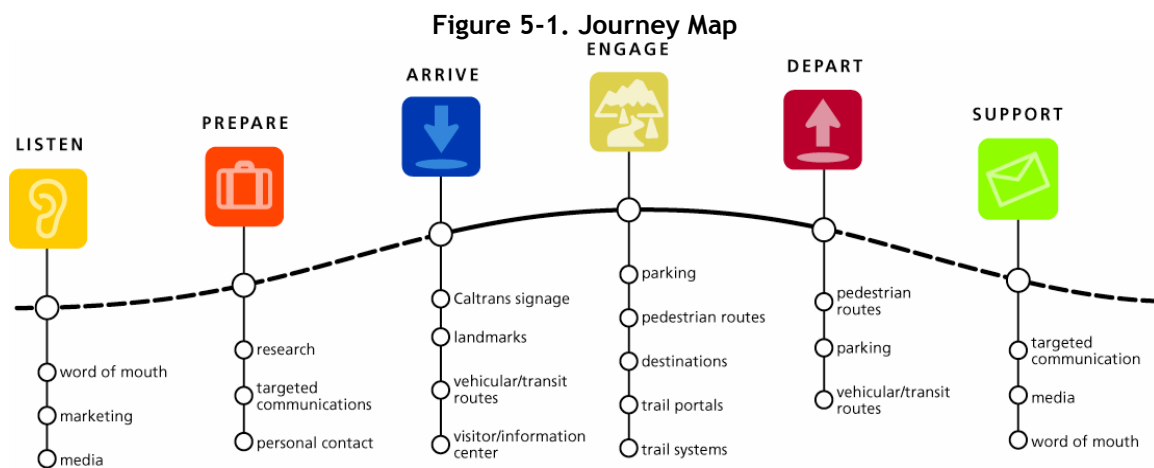 Figure 5-1. Journey Map
LISTEN
word of mouth
marketing
media
PREPARE
research
targeted
communications
personal contact
ARRIVE
Caltrans signage
landmarks
vehicular/transit
routes
visitor/information
center
ENGAGE
parking
pedestrian routes
destinations
trail portals
trail systems
DEPART
pedestrian
routes
parking
vehicular/transit
routes
SUPPORT
targeted
communication
media
word of mouth